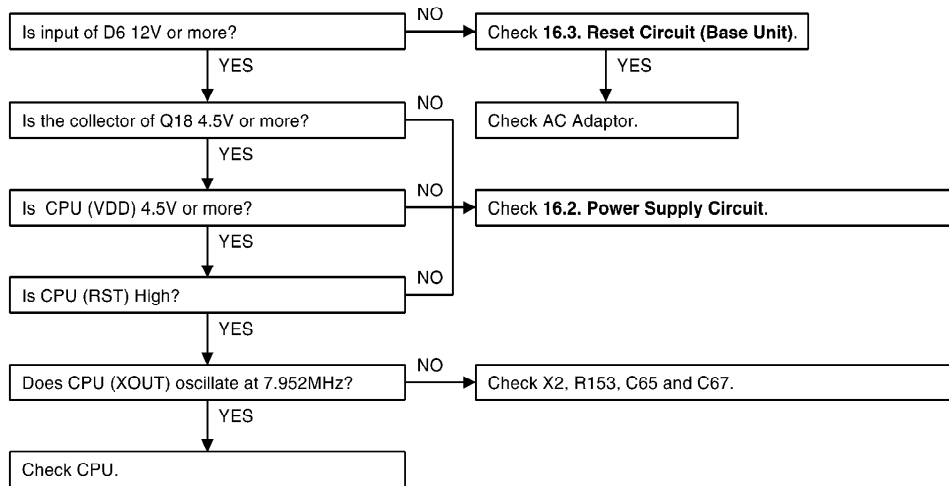 Is input of D6 12V or more?
NO
Check 16.3. Reset Circuit (Base Unit).
YES
YES
Is the collector of Q18 4.5V or more?
NO
Check AC Adaptor.
YES
Is CPU (VDD) 4.5V or more?
NO
Check 16.2. Power Supply Circuit.
YES
Is CPU (RST) High?
NO
YES
Does CPU (XOUT) oscillate at 7.952MHz?
NO
Check X2, R153, C65 and C67.
YES
Check CPU.